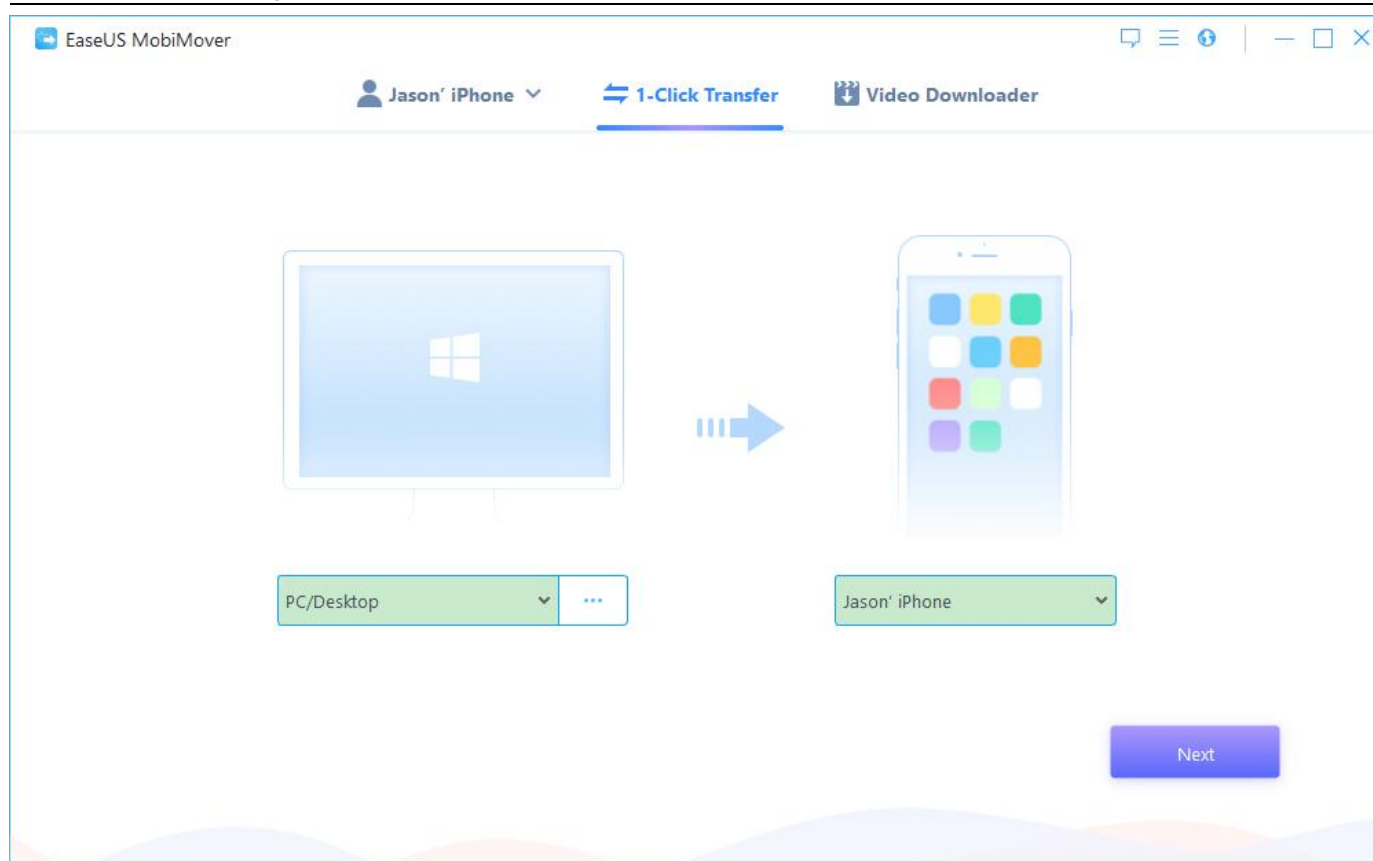 EaseUS MobiMover
Jason' iPhone 1-Click Transfer Video Downloader
PC/Desktop ... Jason' iPhone
Next